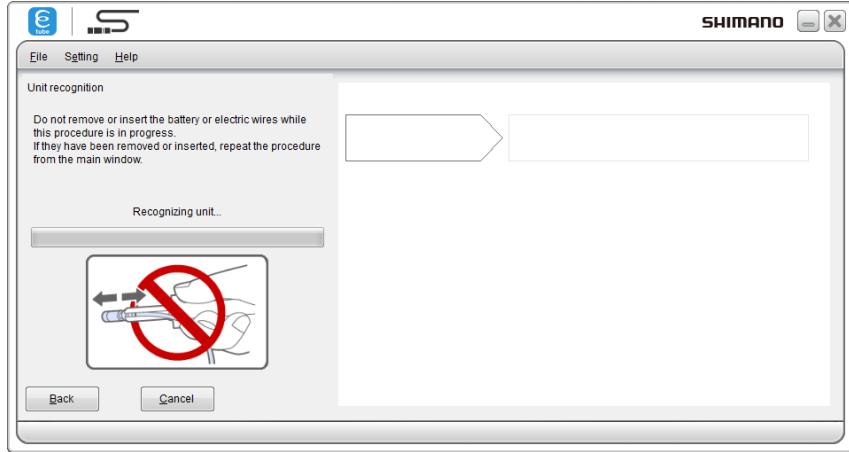 E
tube
S
SHIMANO
File Setting Help
Unit recognition
Do not remove or insert the battery or electric wires while
this procedure is in progress.
If they have been removed or inserted, repeat the procedure
from the main window.
Recognizing unit...
Back Cancel